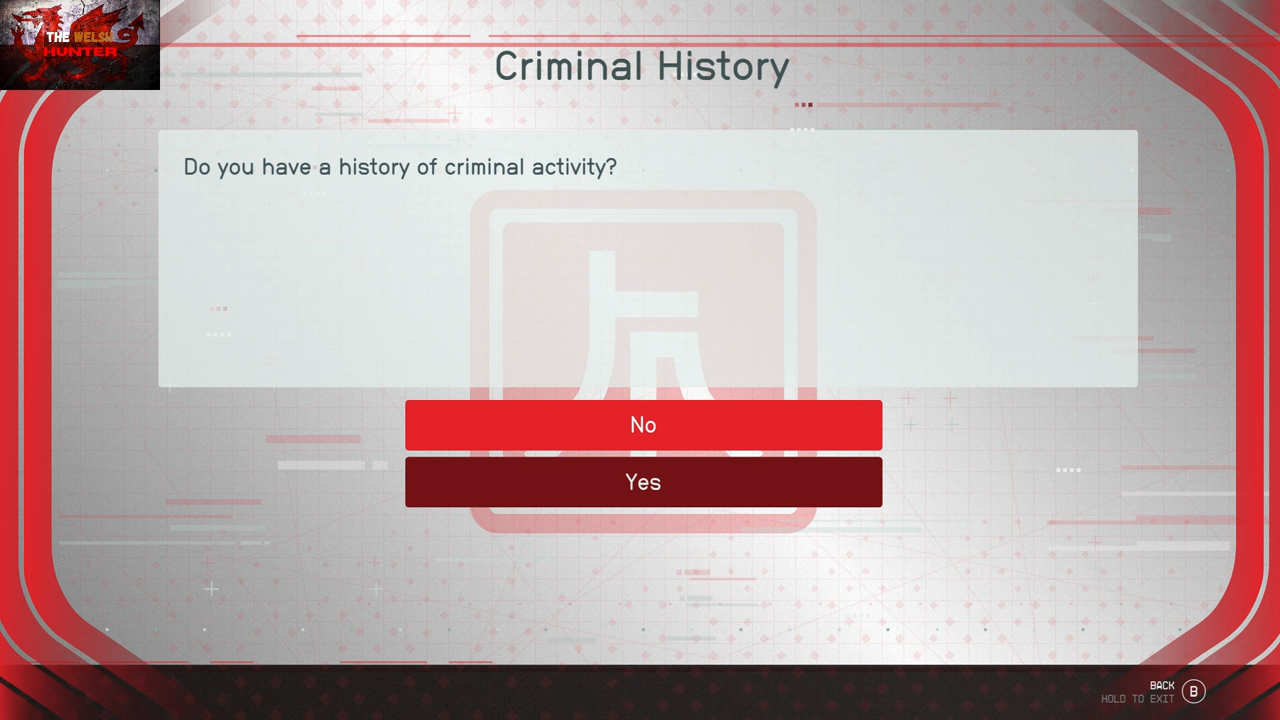 THE WELSH
HUNTER
Criminal History
Do you have a history of criminal activity?
No
Yes
BACK
HOLD TO EXIT
B